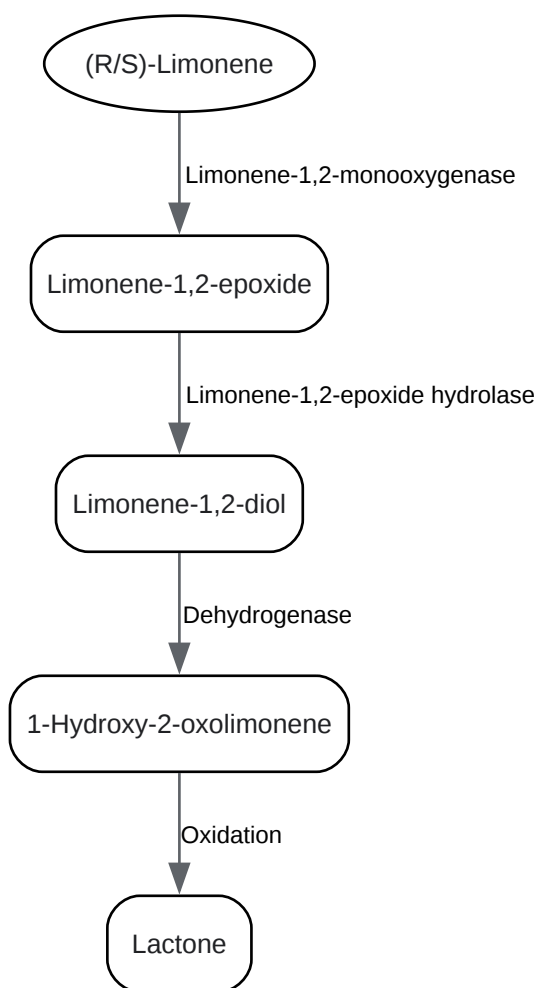 (R/S)-Limonene
Limonene-1,2-monooxygenase
Limonene-1,2-epoxide
Limonene-1,2-epoxide hydrolase
Limonene-1,2-diol
Dehydrogenase
1-Hydroxy-2-oxolimonene
Oxidation
Lactone